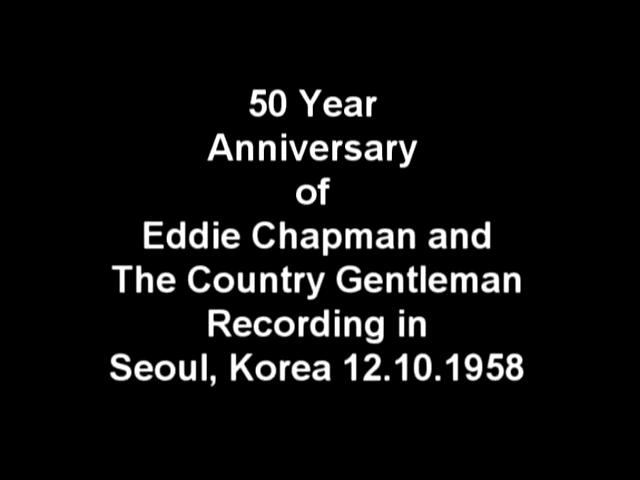 50 Year
Anniversary
of
Eddie Chapman and
The Country Gentleman
Recording in
Seoul, Korea 12.10.1958